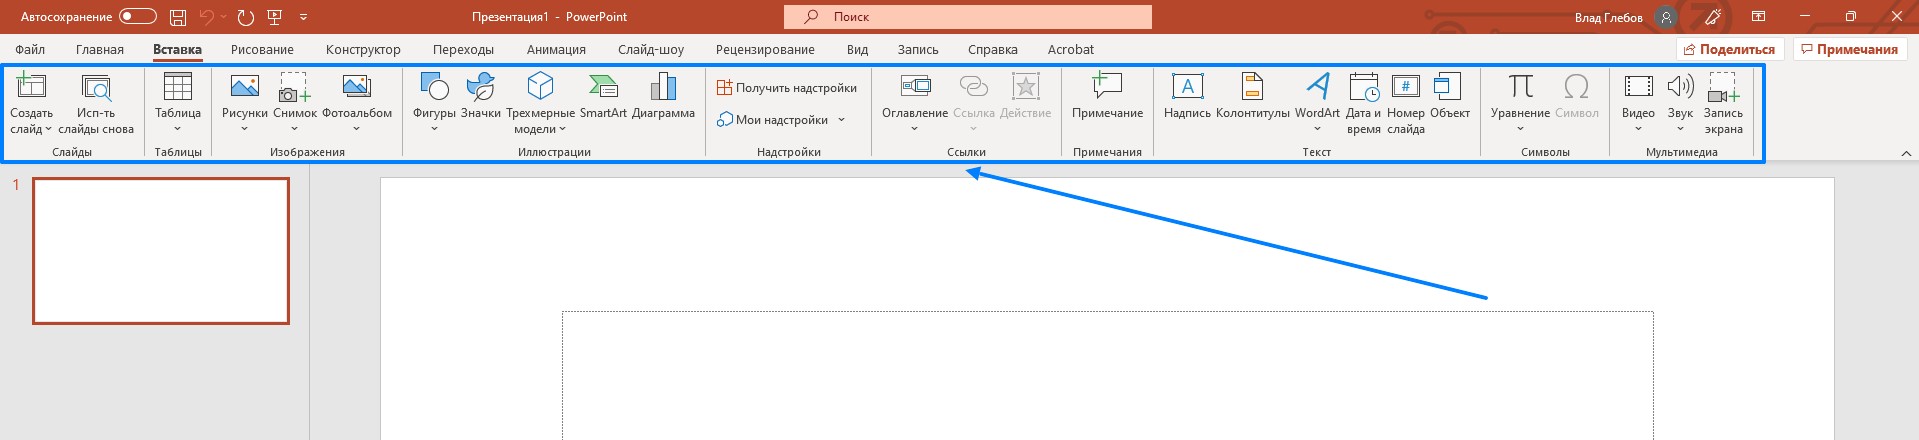 Автосохранение Презентация1 - PowerPoint Поиск Влад Глебов
Файл Главная Вставка Рисование Конструктор Переходы Анимация Слайд-шоу Рецензирование Вид Запись Справка Acrobat Поделиться Примечания
Создать слайд
Исп-ть слайды снова
Слайды
Таблица
Таблицы
Рисунки
Снимок
Фотоальбом
Изображения
Фигуры
Значки
Трехмерные модели
SmartArt
Диаграмма
Иллюстрации
Получить надстройки
Мои надстройки
Надстройки
Оглавление
Ссылка
Действие
Ссылки
Примечание
Примечания
A
Надпись
Колонтитулы
WordArt
Дата и время
#
Номер слайда
Объект
Текст
π
Уравнение
Ω
Символ
Символы
Видео
Звук
Запись экрана
Мультимедиа
1